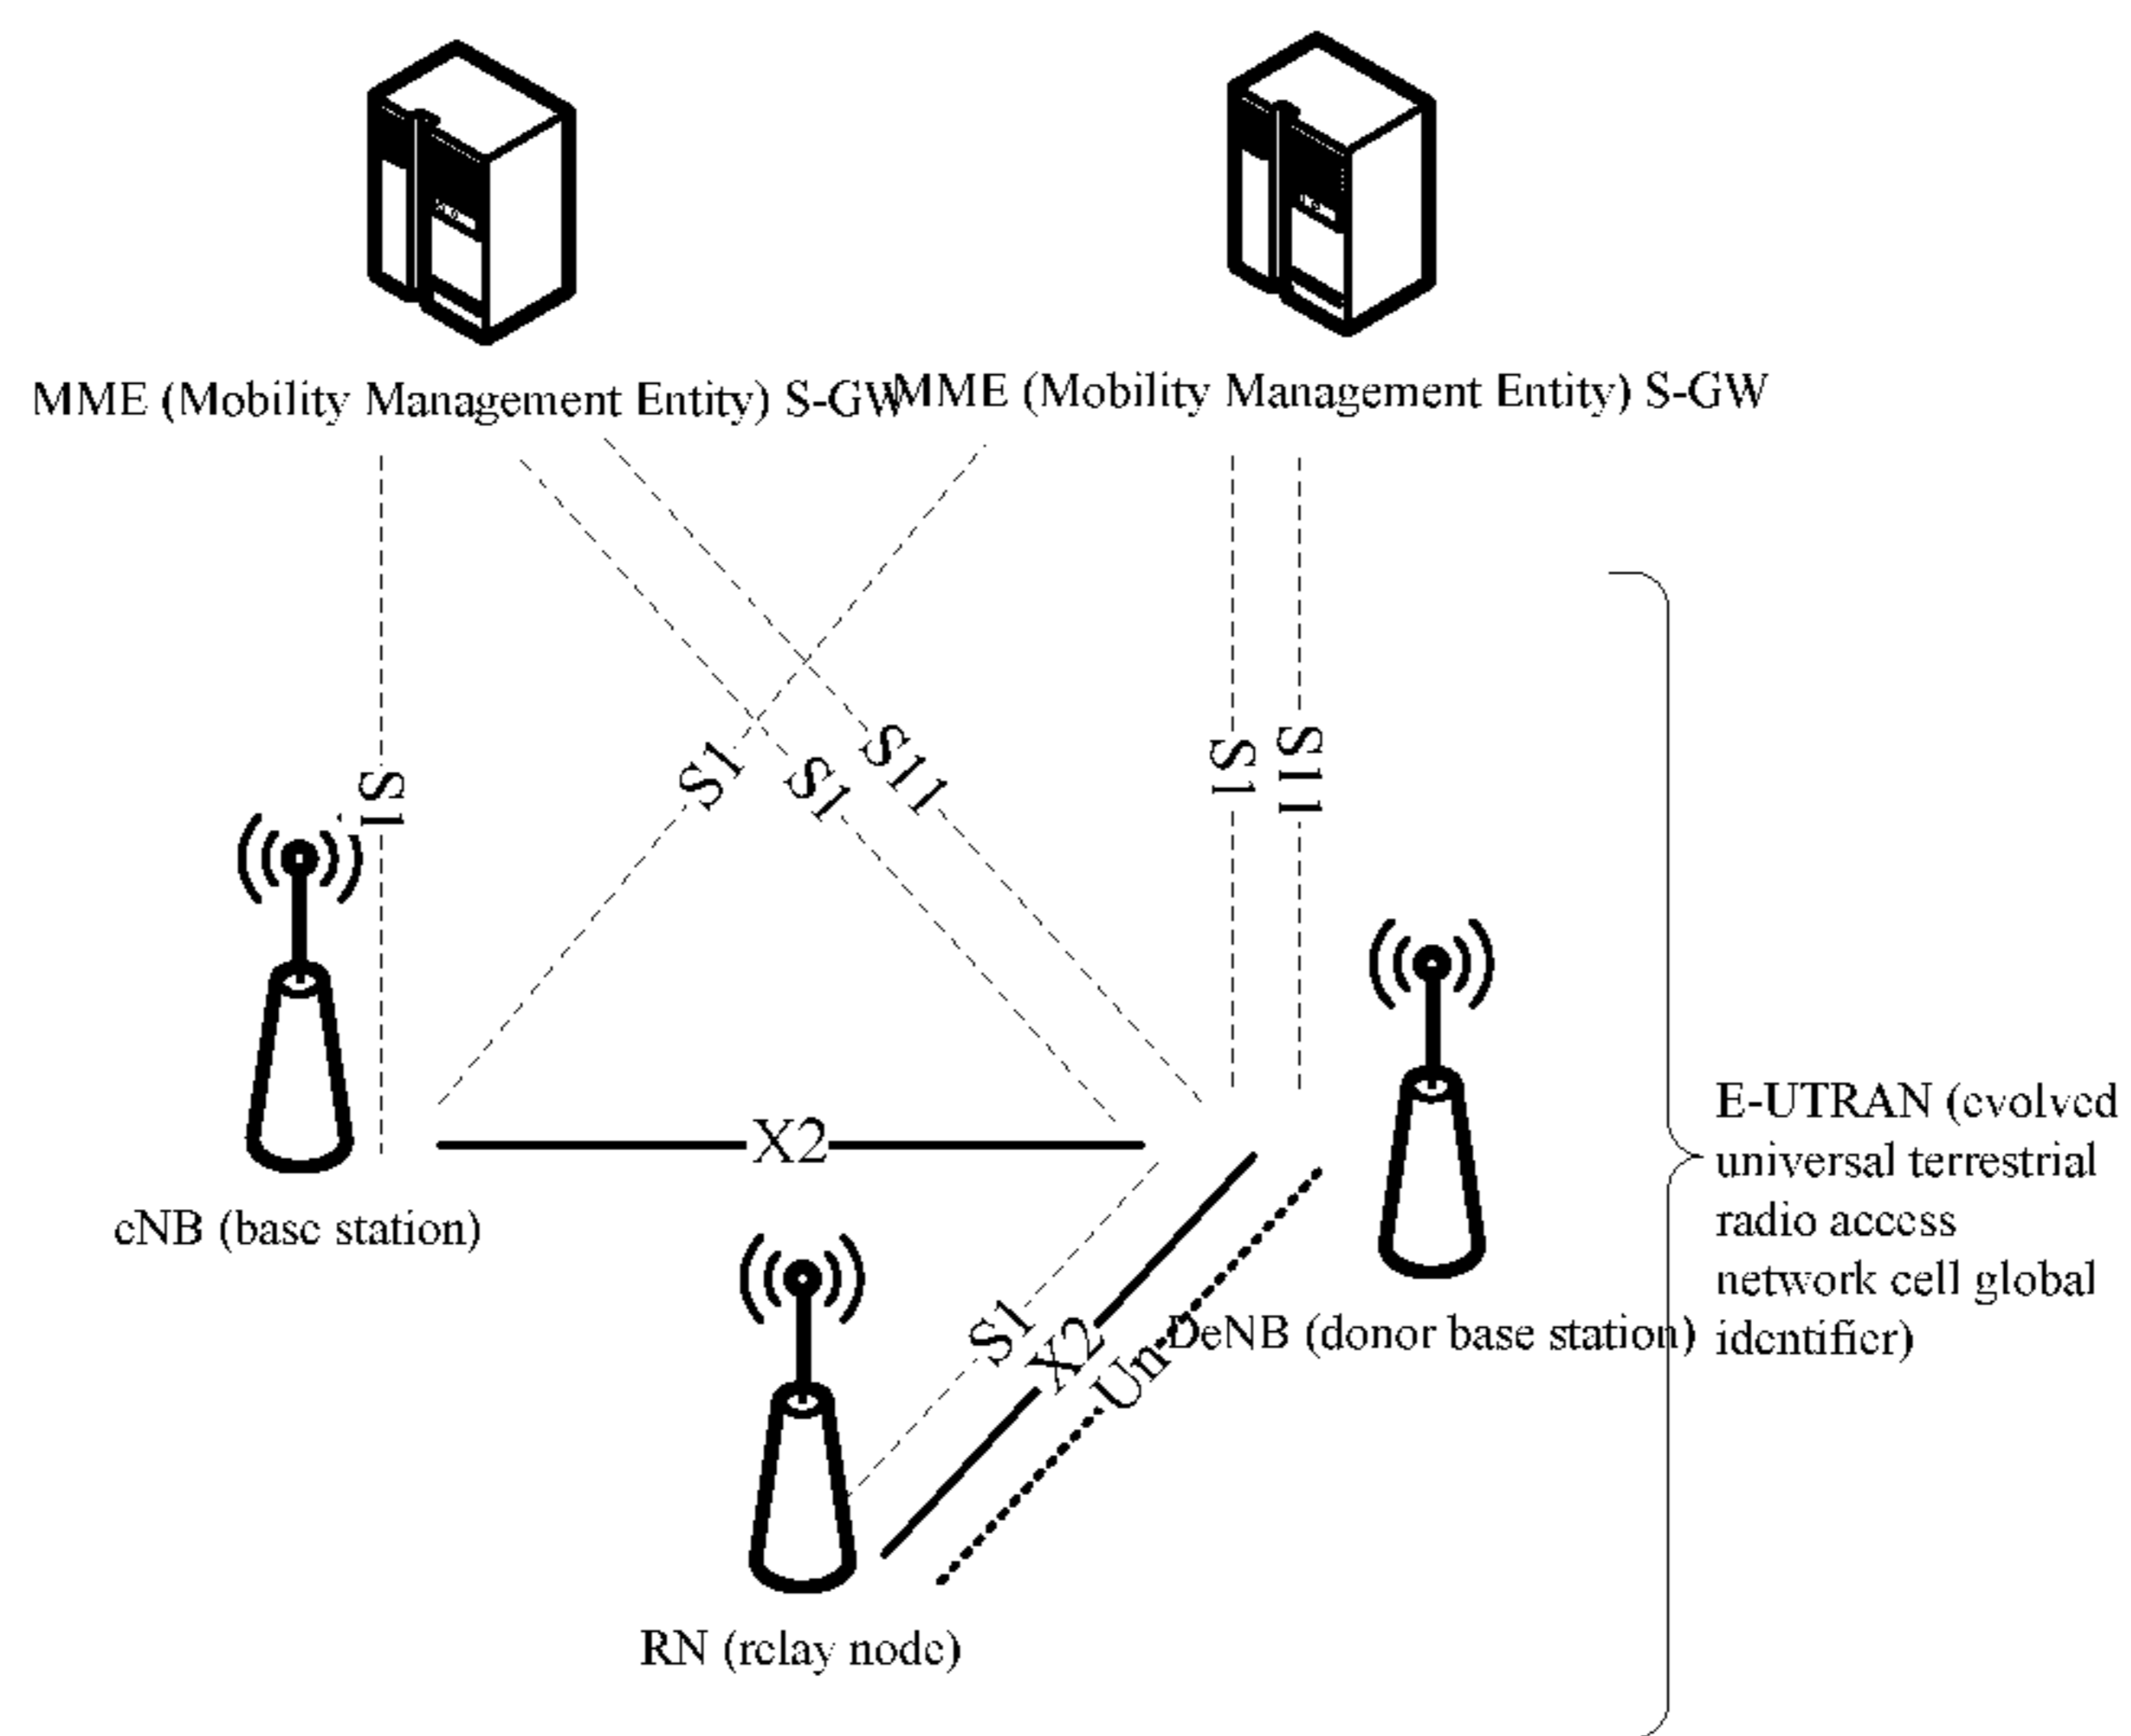 MME (Mobility Management Entity) S-GW
MME (Mobility Management Entity) S-GW
S1
S1
S1
S11
S1
S11
X2
eNB (base station)
S1
X2
Un
DeNB (donor base station)
RN (relay node)
E-UTRAN (evolved
universal terrestrial
radio access
network cell global
identifier)